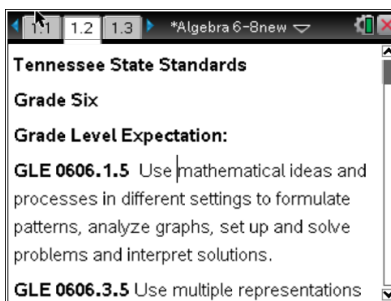 1.1 1.2 1.3 *Algebra 6-8new
Tennessee State Standards
Grade Six
Grade Level Expectation:
GLE 0606.1.5 Use mathematical ideas and
processes in different settings to formulate
patterns, analyze graphs, set up and solve
problems and interpret solutions.
GLE 0606.3.5 Use multiple representations